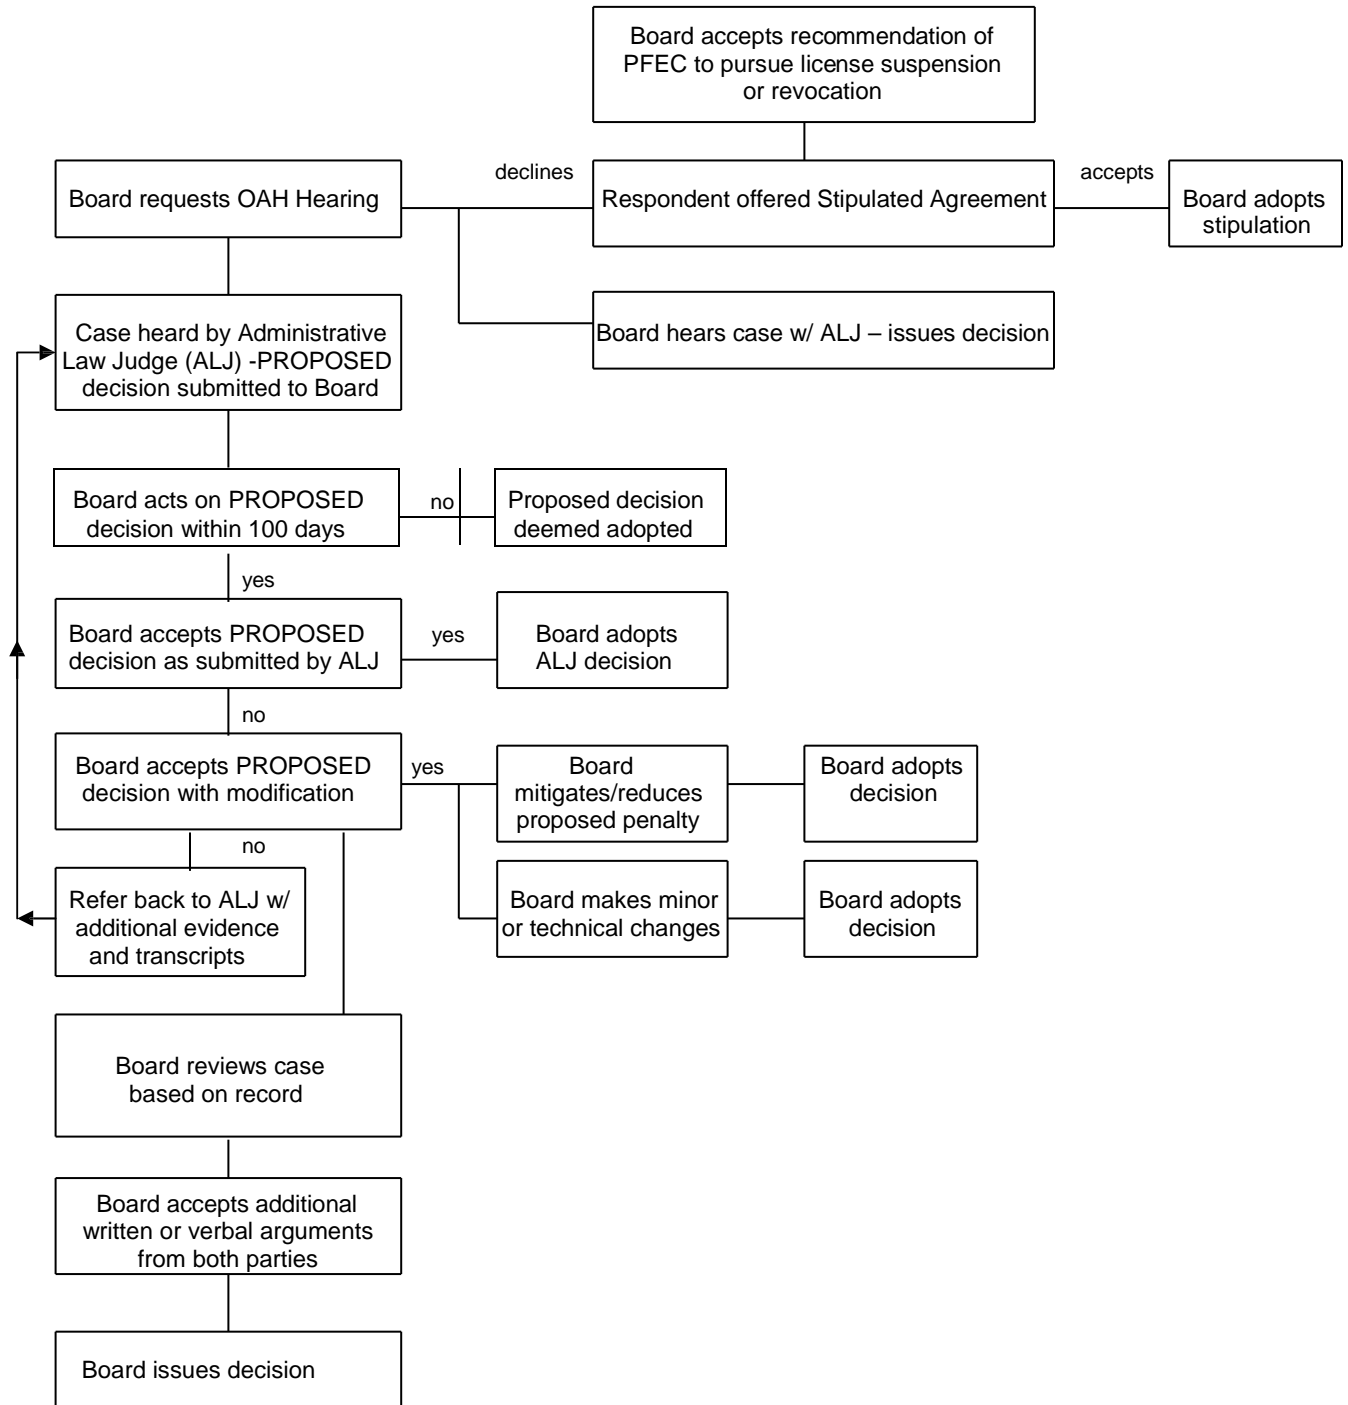 Board accepts recommendation of
PFEC to pursue license suspension
or revocation
declines
accepts
Board requests OAH Hearing
Respondent offered Stipulated Agreement
Board adopts
stipulation
Case heard by Administrative
Law Judge (ALJ) -PROPOSED
decision submitted to Board
Board hears case w/ ALJ – issues decision
Board acts on PROPOSED
decision within 100 days
no
Proposed decision
deemed adopted
yes
Board accepts PROPOSED
decision as submitted by ALJ
yes
Board adopts
ALJ decision
no
Board accepts PROPOSED
decision with modification
yes
Board
mitigates/reduces
proposed penalty
Board adopts
decision
no
Refer back to ALJ w/
additional evidence
and transcripts
Board makes minor
or technical changes
Board adopts
decision
Board reviews case
based on record
Board accepts additional
written or verbal arguments
from both parties
Board issues decision